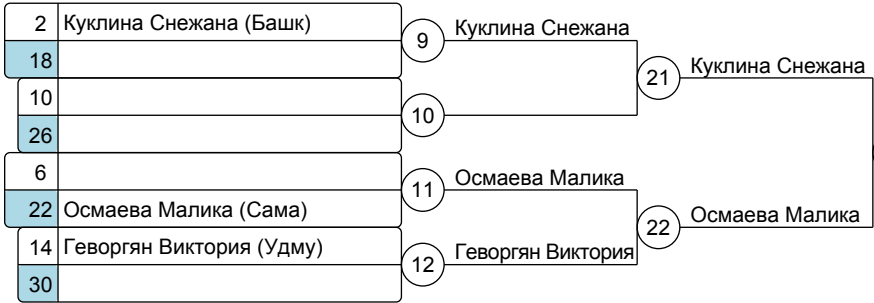 2 Куклина Снежана (Башк)
18
10
26
6
22 Осмаева Малика (Сама)
14 Геворгян Виктория (Удму)
30
9 Куклина Снежана
10
11 Осмаева Малика
12 Геворгян Виктория
21 Куклина Снежана
22 Осмаева Малика